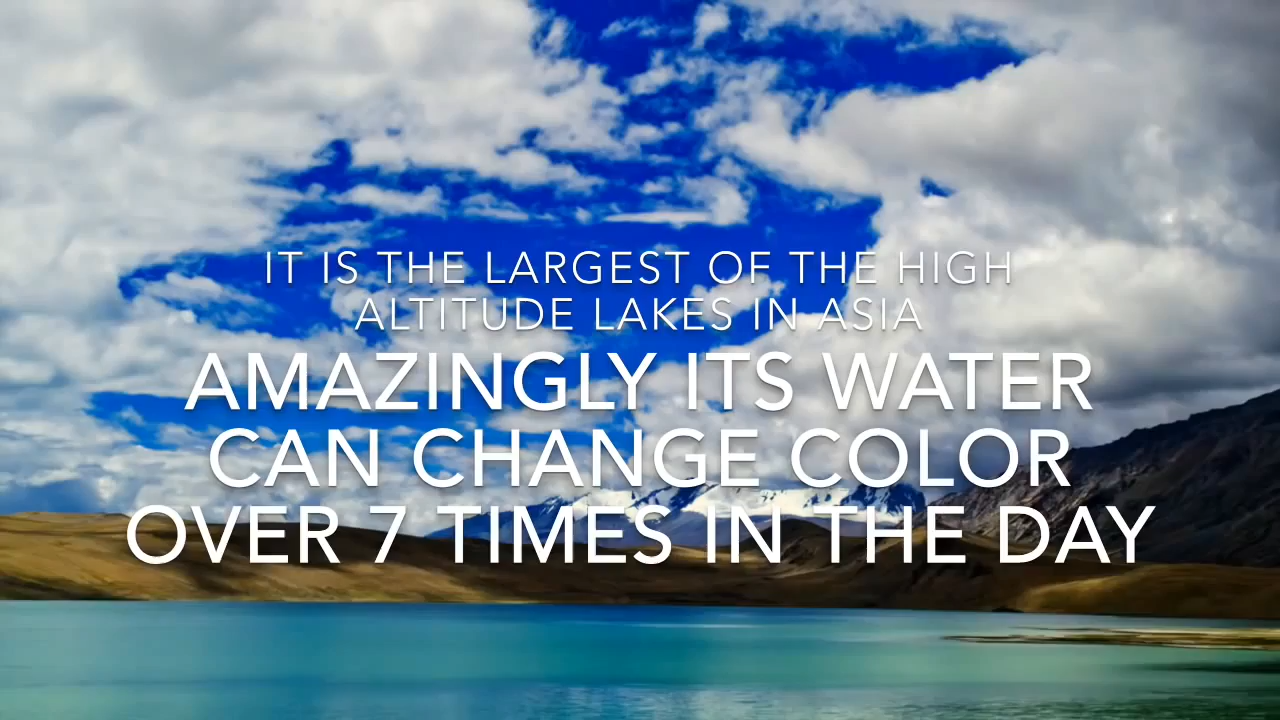 IT IS THE LARGEST OF THE HIGH
ALTITUDE LAKES IN ASIA
AMAZINGLY ITS WATER
CAN CHANGE COLOR
OVER 7 TIMES IN THE DAY